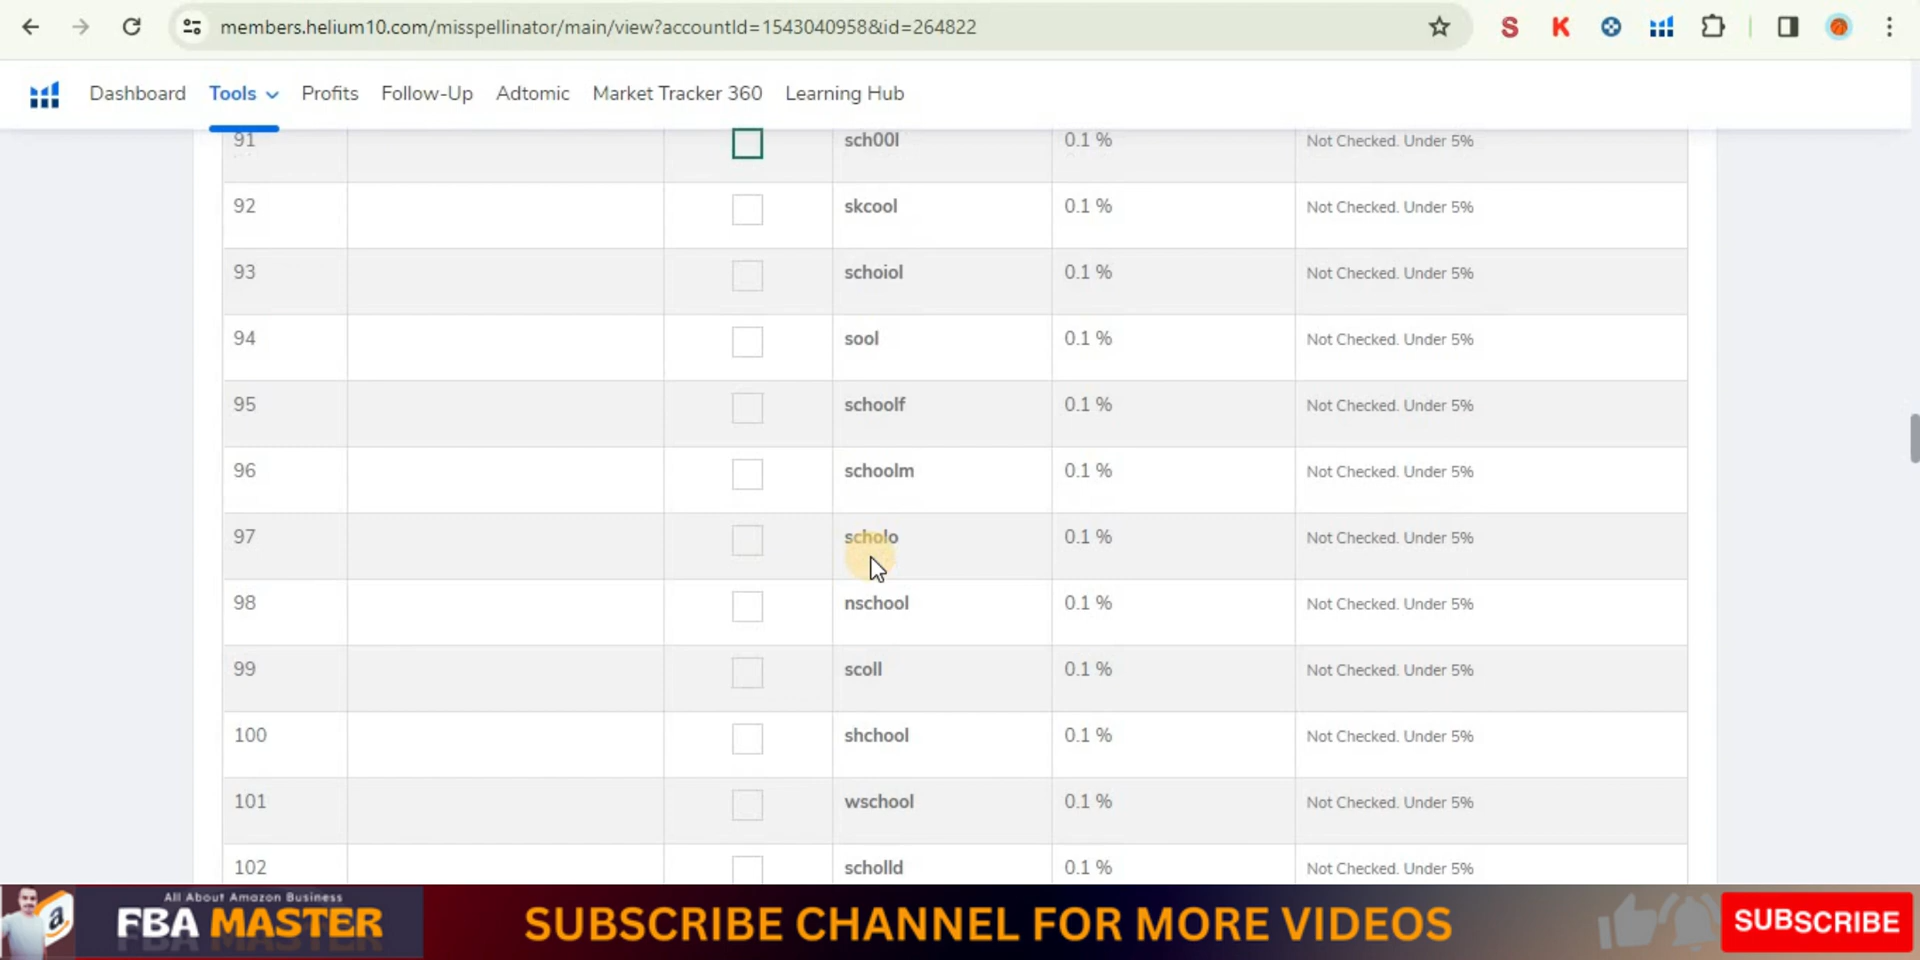 members.helium10.com/misspellinator/main/view?accountId=1543040958&id=264822
S K
Dashboard Tools Profits Follow-Up Adtomic Market Tracker 360 Learning Hub
91 sch00l 0.1 % Not Checked. Under 5%
92 skcool 0.1 % Not Checked. Under 5%
93 schoiol 0.1 % Not Checked. Under 5%
94 sool 0.1 % Not Checked. Under 5%
95 schoolf 0.1 % Not Checked. Under 5%
96 schoolm 0.1 % Not Checked. Under 5%
97 scholo 0.1 % Not Checked. Under 5%
98 nschool 0.1 % Not Checked. Under 5%
99 scoll 0.1 % Not Checked. Under 5%
100 shchool 0.1 % Not Checked. Under 5%
101 wschool 0.1 % Not Checked. Under 5%
102 scholld 0.1 % Not Checked. Under 5%
All About Amazon Business
a FBA MASTER SUBSCRIBE CHANNEL FOR MORE VIDEOS SUBSCRIBE